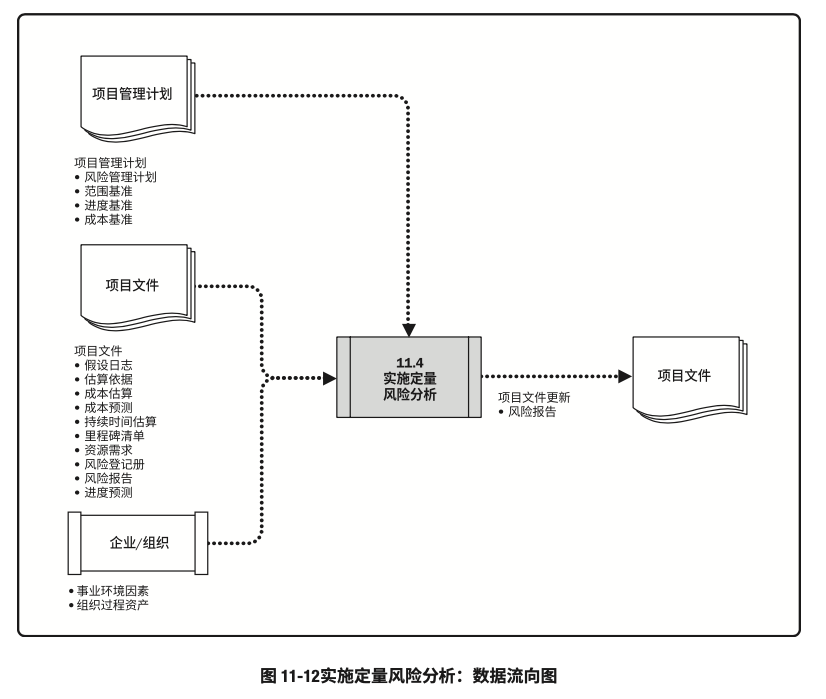 项目管理计划
项目管理计划
• 风险管理计划
• 范围基准
• 进度基准
• 成本基准
项目文件
项目文件
• 假设日志
• 估算依据
• 成本估算
• 成本预测
• 持续时间估算
• 里程碑清单
• 资源需求
• 风险登记册
• 风险报告
• 进度预测
企业/组织
• 事业环境因素
• 组织过程资产
11.4
实施定量
风险分析
项目文件更新
• 风险报告
项目文件
图 11-12实施定量风险分析：数据流向图